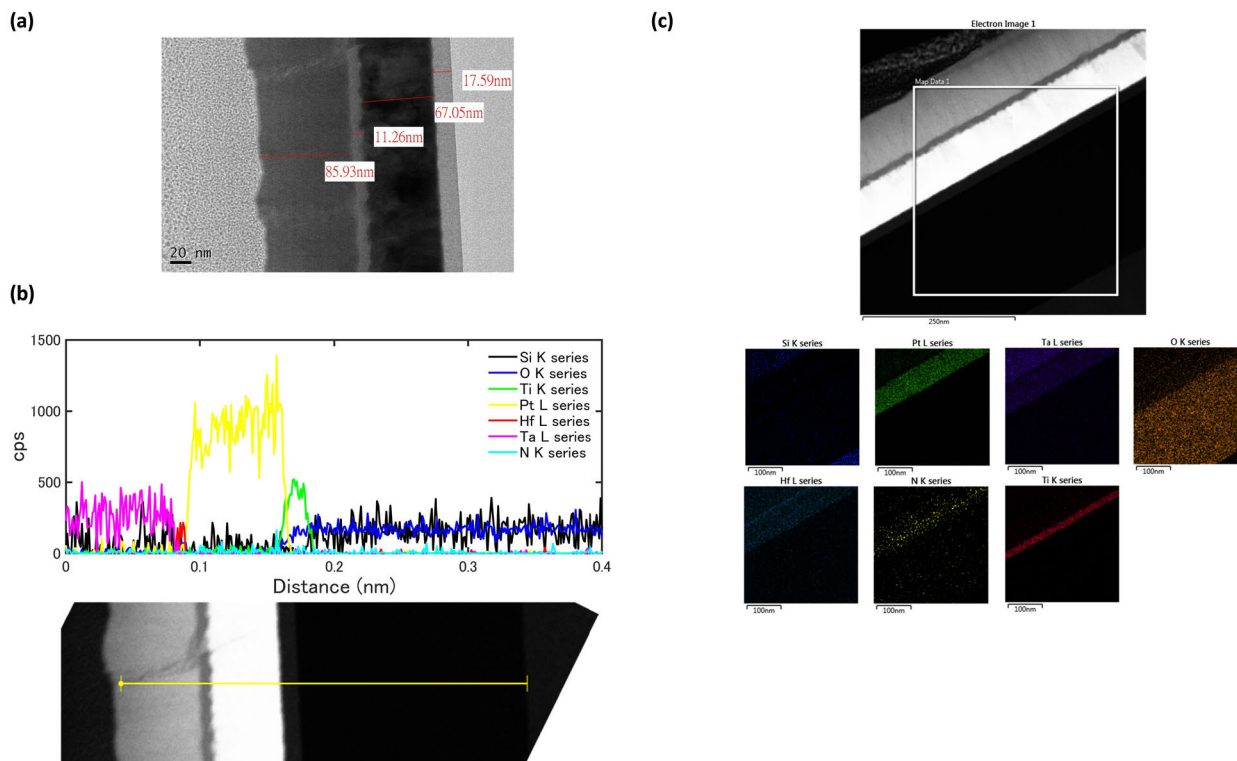 (a)
17.59nm
67.05nm
11.26nm
85.93nm
20 nm
(b)
1500
1000
500
0
cps
Si K series
O K series
Ti K series
Pt L series
Hf L series
Ta L series
N K series
0 0.1 0.2 0.3 0.4
Distance (nm)
(c)
Electron Image 1
Map Data 1
250nm
Si K series Pt L series Ta L series O K series
100nm 100nm 100nm 100nm
Hf L series N K series Ti K series
100nm 100nm 100nm